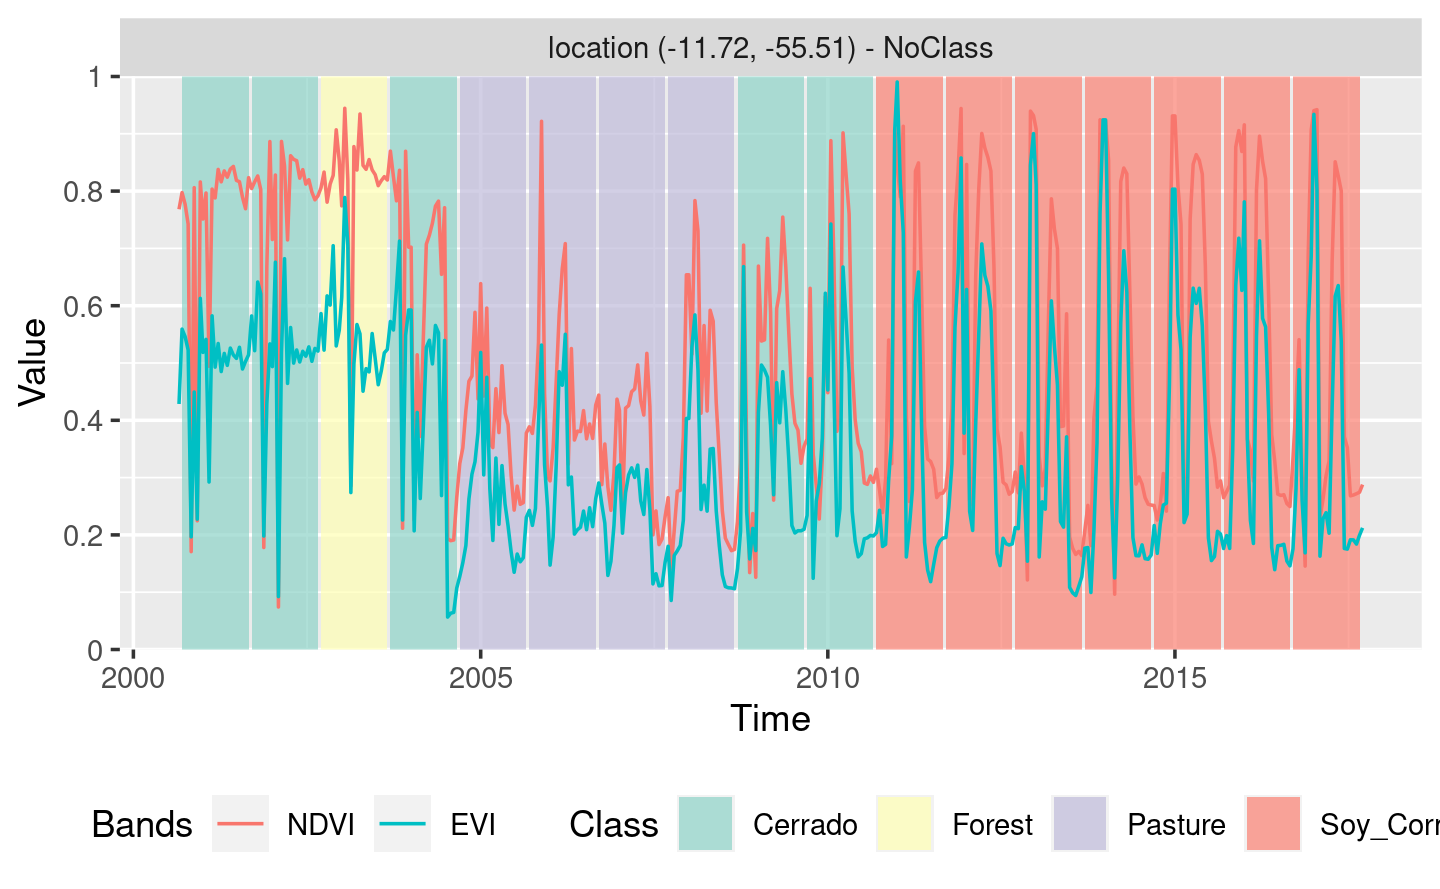 location (-11.72, -55.51) - NoClass
1
0.8
0.6
0.4
0.2
0
Value
2000 2005 2010 2015
Time
Bands NDVI EVI Class Cerrado Forest Pasture Soy_Corr